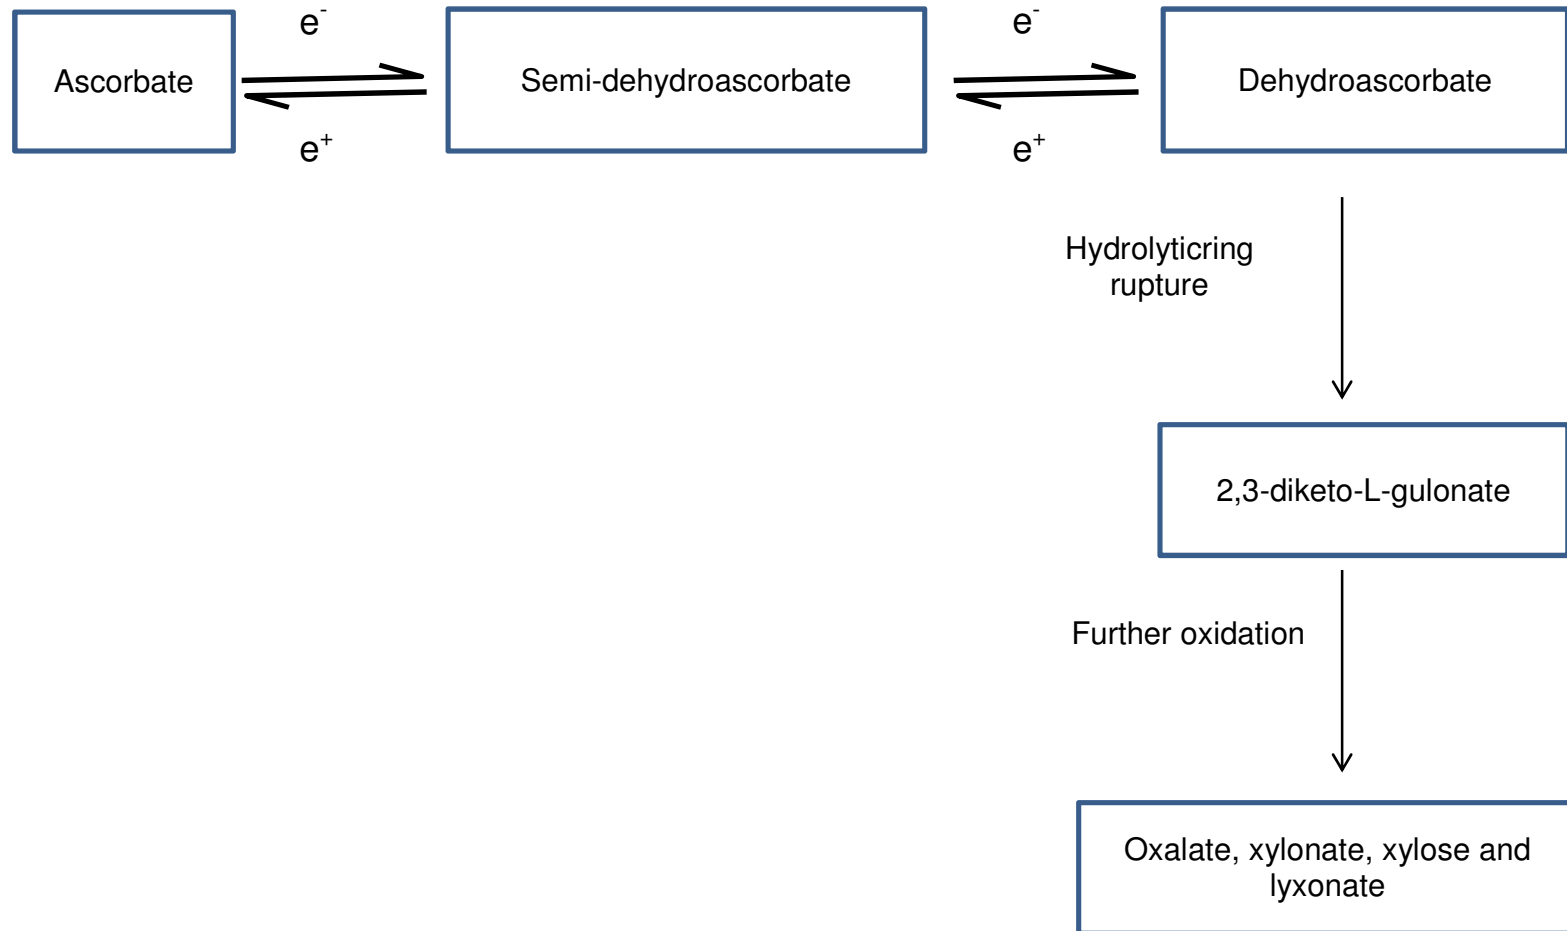 e⁻
e⁻
Ascorbate
Semi-dehydroascorbate
Dehydroascorbate
e⁺
e⁺
Hydrolyticring
rupture
2,3-diketo-L-gulonate
Further oxidation
Oxalate, xylonate, xylose and
lyxonate